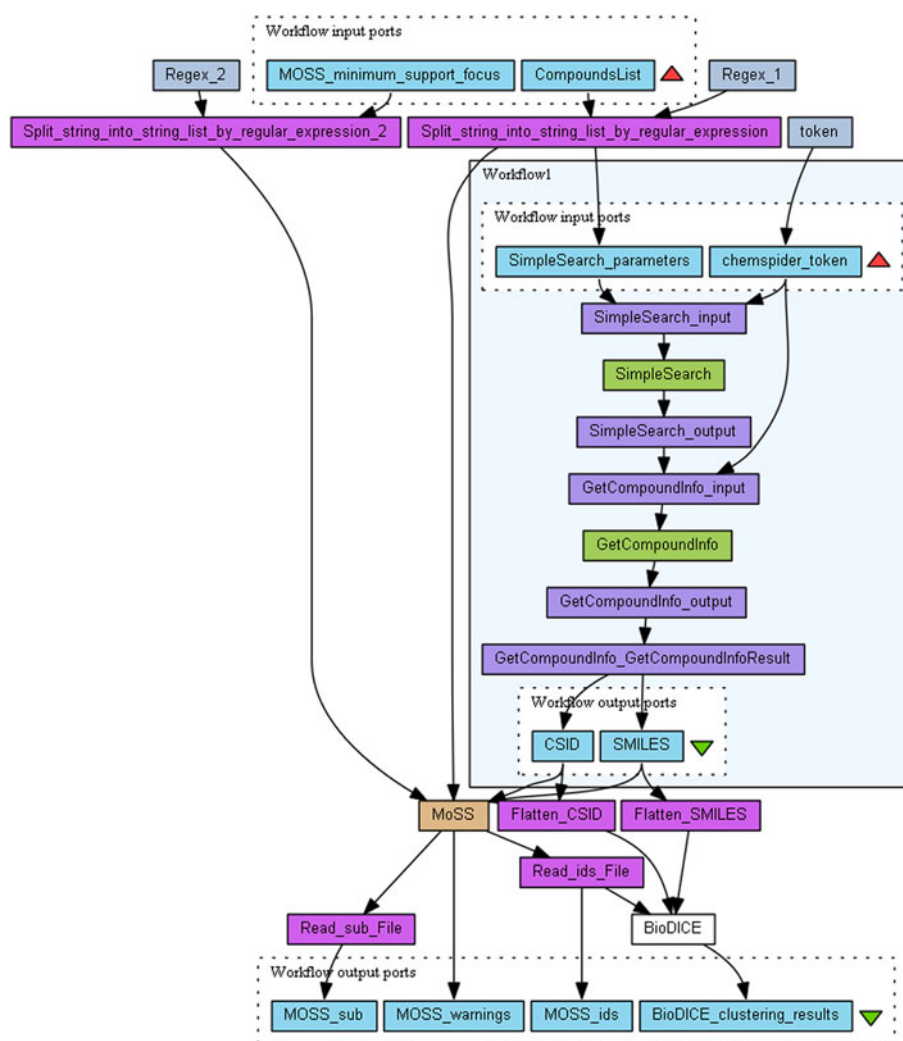 Workflow input ports
Regex_2
MOSS_minimum_support_focus
CompoundsList
Regex_1
Split_string_into_string_list_by_regular_expression_2
Split_string_into_string_list_by_regular_expression
token
Workflow1
Workflow input ports
SimpleSearch_parameters
chemspider_token
SimpleSearch_input
SimpleSearch
SimpleSearch_output
GetCompoundInfo_input
GetCompoundInfo
GetCompoundInfo_output
GetCompoundInfo_GetCompoundInfoResult
Workflow output ports
CSID
SMILES
MoSS
Flatten_CSID
Flatten_SMILES
Read_ids_File
Read_sub_File
BioDICE
Workflow output ports
MOSS_sub
MOSS_warnings
MOSS_ids
BioDICE_clustering_results